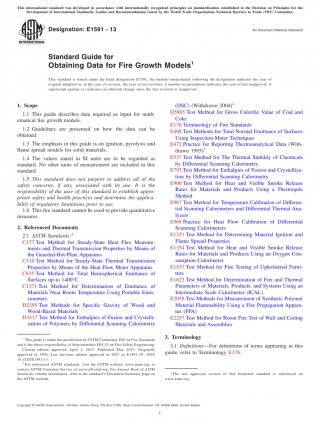 This international standard was developed in accordance with internationally recognized principles on standardization established in the Decision on Principles for the
Development of International Standards, Guides and Recommendations issued by the World Trade Organization Technical Barriers to Trade (TBT) Committee.
Designation: E1591 − 13
An American National Standard
Standard Guide for
Obtaining Data for Fire Growth Models1
This standard is issued under the fixed designation E1591; the number immediately following the designation indicates the year of
original adoption or, in the case of revision, the year of last revision. A number in parentheses indicates the year of last reapproval. A
superscript epsilon (ε) indicates an editorial change since the last revision or reapproval.
1. Scope
1.1 This guide describes data required as input for math-
ematical fire growth models.
1.2 Guidelines are presented on how the data can be
obtained.
1.3 The emphasis in this guide is on ignition, pyrolysis and
flame spread models for solid materials.
1.4 The values stated in SI units are to be regarded as
standard. No other units of measurement are included in this
standard.
1.5 This standard does not purport to address all of the
safety concerns, if any, associated with its use. It is the
responsibility of the user of this standard to establish appro-
priate safety and health practices and determine the applica-
bility of regulatory limitations prior to use.
1.6 This fire standard cannot be used to provide quantitative
measures.
2. Referenced Documents
2.1 ASTM Standards:2
C177 Test Method for Steady-State Heat Flux Measure-
ments and Thermal Transmission Properties by Means of
the Guarded-Hot-Plate Apparatus
C518 Test Method for Steady-State Thermal Transmission
Properties by Means of the Heat Flow Meter Apparatus
C835 Test Method for Total Hemispherical Emittance of
Surfaces up to 1400°C
C1371 Test Method for Determination of Emittance of
Materials Near Room Temperature Using Portable Emis-
someters
D2395 Test Methods for Specific Gravity of Wood and
Wood-Based Materials
D3417 Test Method for Enthalpies of Fusion and Crystalli-
zation of Polymers by Differential Scanning Calorimetry
(DSC) (Withdrawn 2004)3
D5865 Test Method for Gross Calorific Value of Coal and
Coke
E176 Terminology of Fire Standards
E408 Test Methods for Total Normal Emittance of Surfaces
Using Inspection-Meter Techniques
E472 Practice for Reporting Thermoanalytical Data (With-
drawn 1995)3
E537 Test Method for The Thermal Stability of Chemicals
by Differential Scanning Calorimetry
E793 Test Method for Enthalpies of Fusion and Crystalliza-
tion by Differential Scanning Calorimetry
E906 Test Method for Heat and Visible Smoke Release
Rates for Materials and Products Using a Thermopile
Method
E967 Test Method for Temperature Calibration of Differen-
tial Scanning Calorimeters and Differential Thermal Ana-
lyzers
E968 Practice for Heat Flow Calibration of Differential
Scanning Calorimeters
E1321 Test Method for Determining Material Ignition and
Flame Spread Properties
E1354 Test Method for Heat and Visible Smoke Release
Rates for Materials and Products Using an Oxygen Con-
sumption Calorimeter
E1537 Test Method for Fire Testing of Upholstered Furni-
ture
E1623 Test Method for Determination of Fire and Thermal
Parameters of Materials, Products, and Systems Using an
Intermediate Scale Calorimeter (ICAL)
E2058 Test Methods for Measurement of Synthetic Polymer
Material Flammability Using a Fire Propagation Appara-
tus (FPA)
E2257 Test Method for Room Fire Test of Wall and Ceiling
Materials and Assemblies
3. Terminology
3.1 Definitions—For definitions of terms appearing in this
guide, refer to Terminology E176.
1 This guide is under the jurisdiction of ASTM Committee E05 on Fire Standards
and is the direct responsibility of Subcommittee E05.33 on Fire Safety Engineering.
Current edition approved April 1, 2013. Published May 2013. Originally
approved in 1994. Last previous edition approved in 2007 as E1591–07. DOI:
10.1520/E1591-13.
2 For referenced ASTM standards, visit the ASTM website, www.astm.org, or
contact ASTM Customer Service at service@astm.org. For Annual Book of ASTM
Standards volume information, refer to the standard's Document Summary page on
the ASTM website.
3 The last approved version of this historical standard is referenced on
www.astm.org.
Copyright © ASTM International, 100 Barr Harbor Drive, PO Box C700, West Conshohocken, PA 19428-2959. United States
1